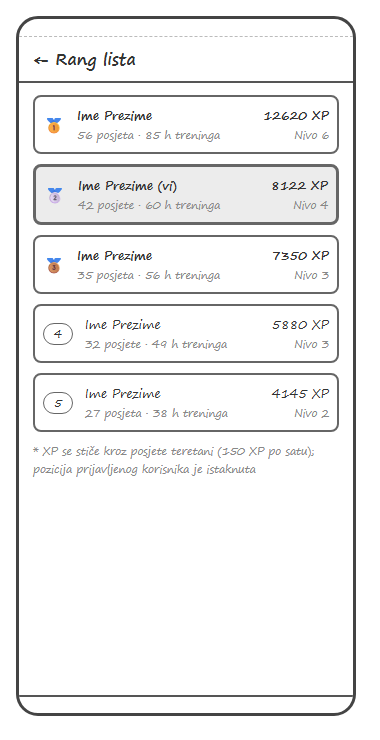 ← Rang lista
1
Ime Prezime 12620 XP
56 posjeta · 85 h treninga Nivo 6
2
Ime Prezime (vi) 8122 XP
42 posjete · 60 h treninga Nivo 4
3
Ime Prezime 7350 XP
35 posjeta · 56 h treninga Nivo 3
4
Ime Prezime 5880 XP
32 posjete · 49 h treninga Nivo 3
5
Ime Prezime 4145 XP
27 posjeta · 38 h treninga Nivo 2
* XP se stiče kroz posjete teretani (150 XP po satu);
pozicija prijavljenog korisnika je istaknuta